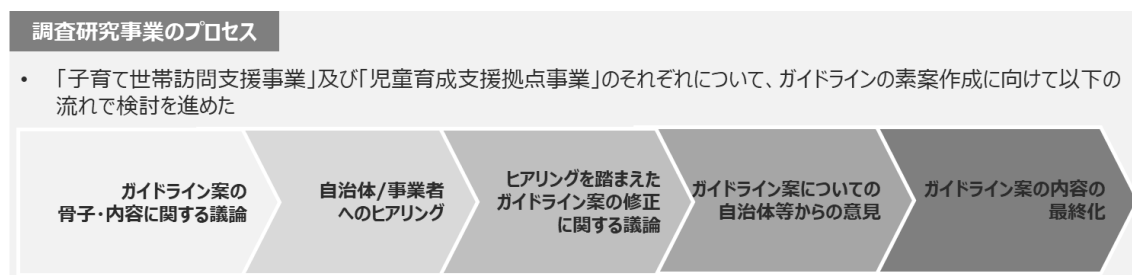 調査研究事業のプロセス
• 「子育て世帯訪問支援事業」及び「児童育成支援拠点事業」のそれぞれについて、ガイドラインの素案作成に向けて以下の
流れで検討を進めた
ガイドライン案の
骨子・内容に関する議論
自治体/事業者
へのヒアリング
ヒアリングを踏まえた
ガイドライン案の修正
に関する議論
ガイドライン案についての
自治体等からの意見
ガイドライン案の内容の
最終化